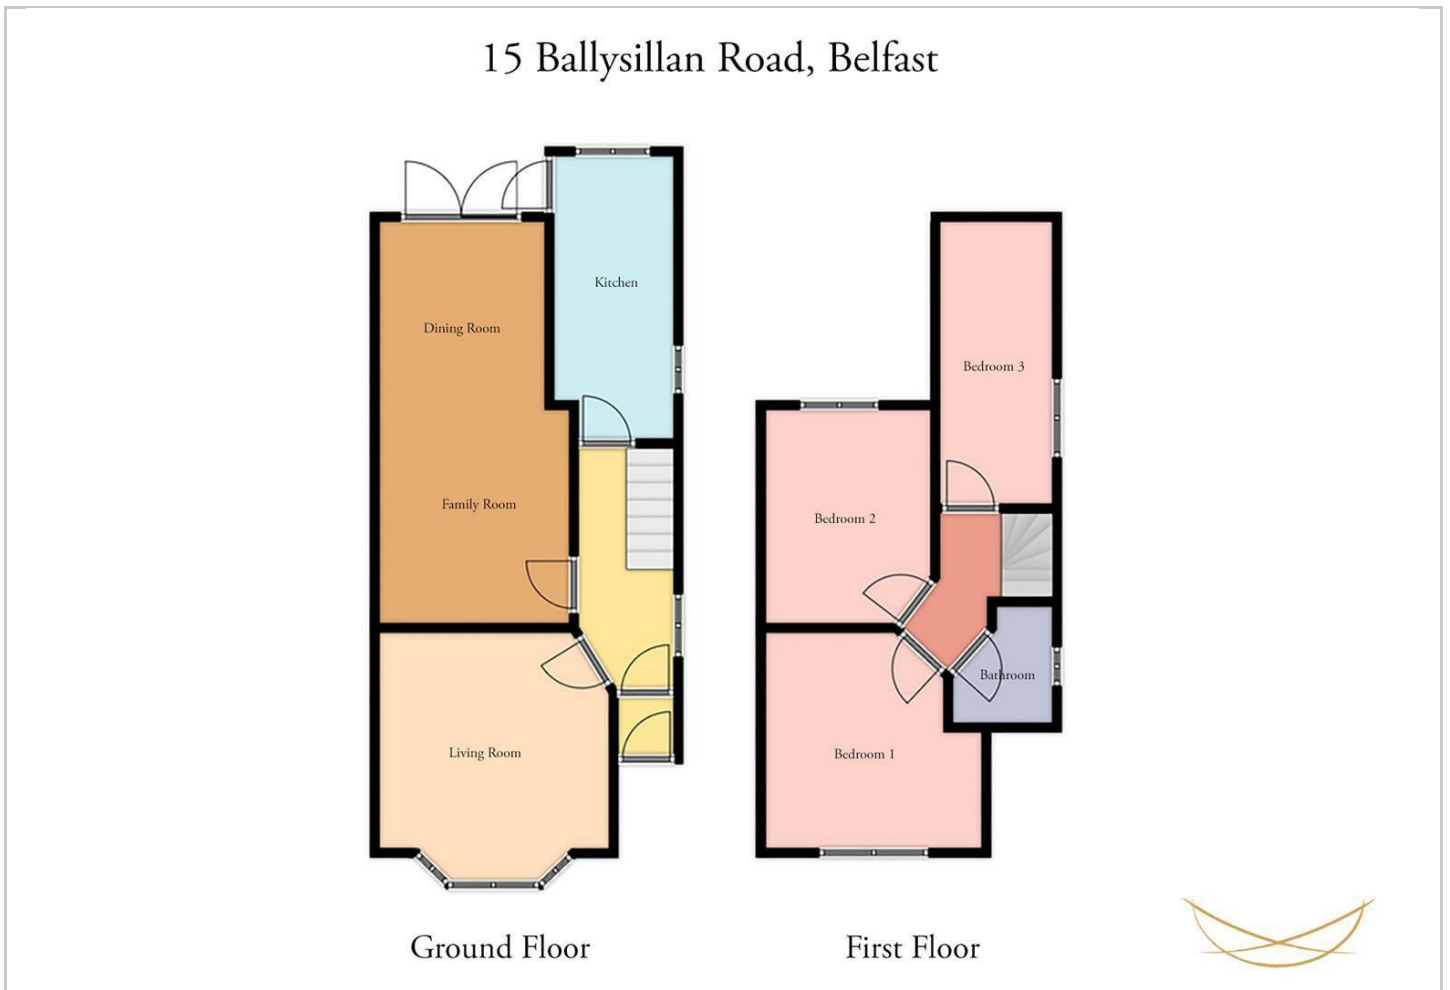 15 Ballysillan Road, Belfast
Kitchen
Dining Room
Family Room
Living Room
Bedroom 3
Bedroom 2
Bathroom
Bedroom 1
Ground Floor
First Floor